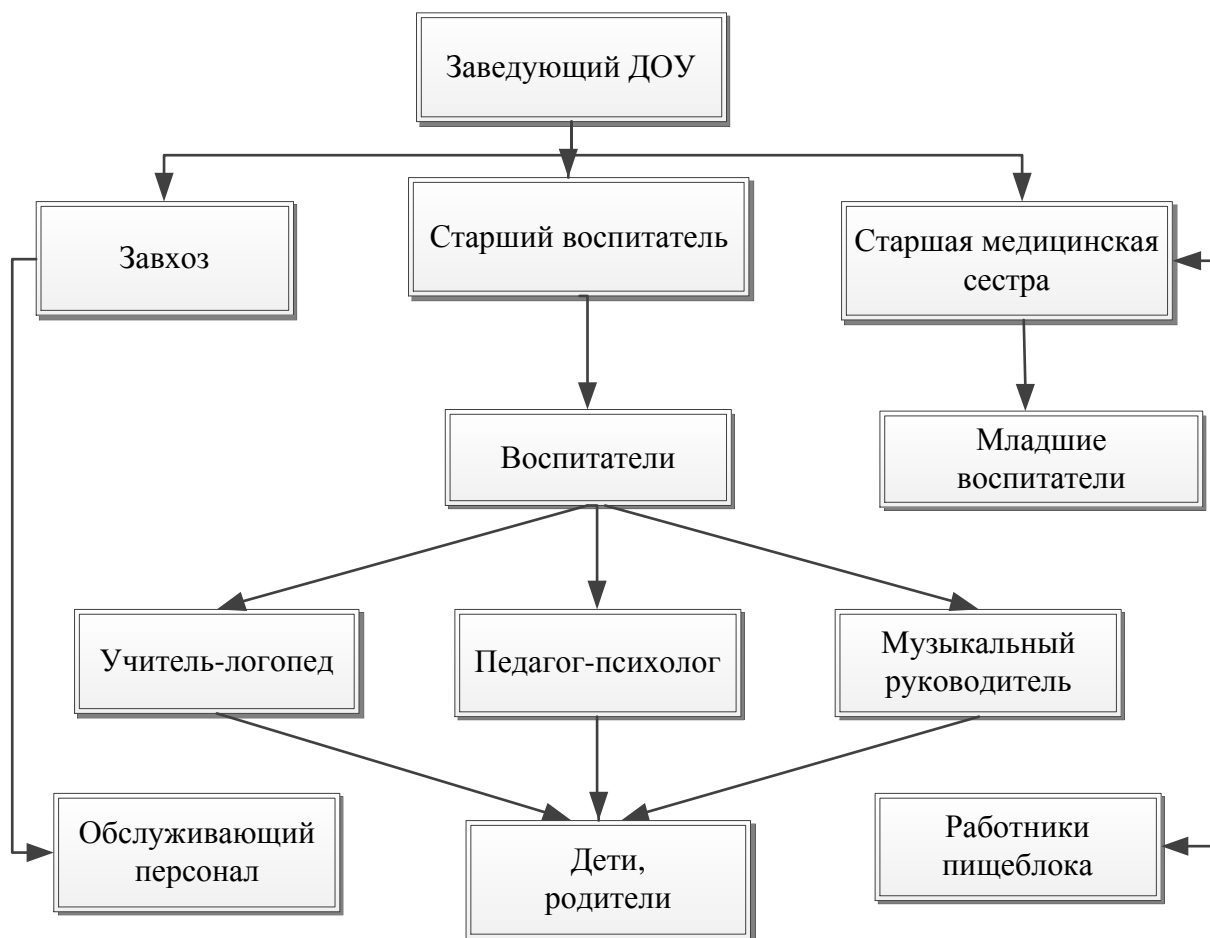 Заведующий ДОУ
Завхоз
Старший воспитатель
Старшая медицинская
сестра
Воспитатели
Младшие
воспитатели
Учитель-логопед
Педагог-психолог
Музыкальный
руководитель
Обслуживающий
персонал
Дети,
родители
Работники
пищеблока